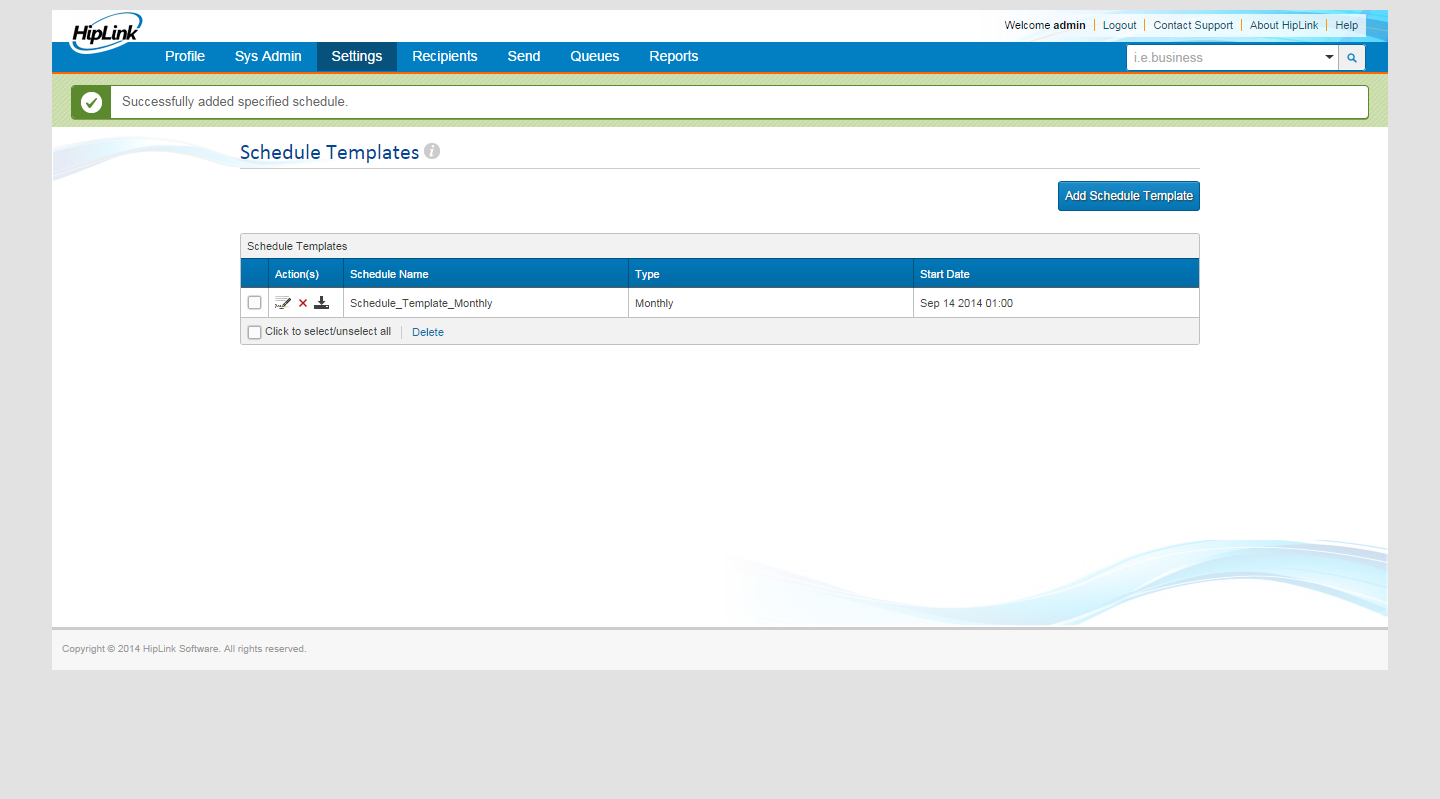 HipLink
Welcome admin Logout Contact Support About HipLink Help
Profile Sys Admin Settings Recipients Send Queues Reports i.e.business
Successfully added specified schedule.
Schedule Templates i
Add Schedule Template
Schedule Templates
Action(s) Schedule Name Type Start Date
Schedule_Template_Monthly Monthly Sep 14 2014 01:00
Click to select/unselect all Delete
Copyright © 2014 HipLink Software. All rights reserved.